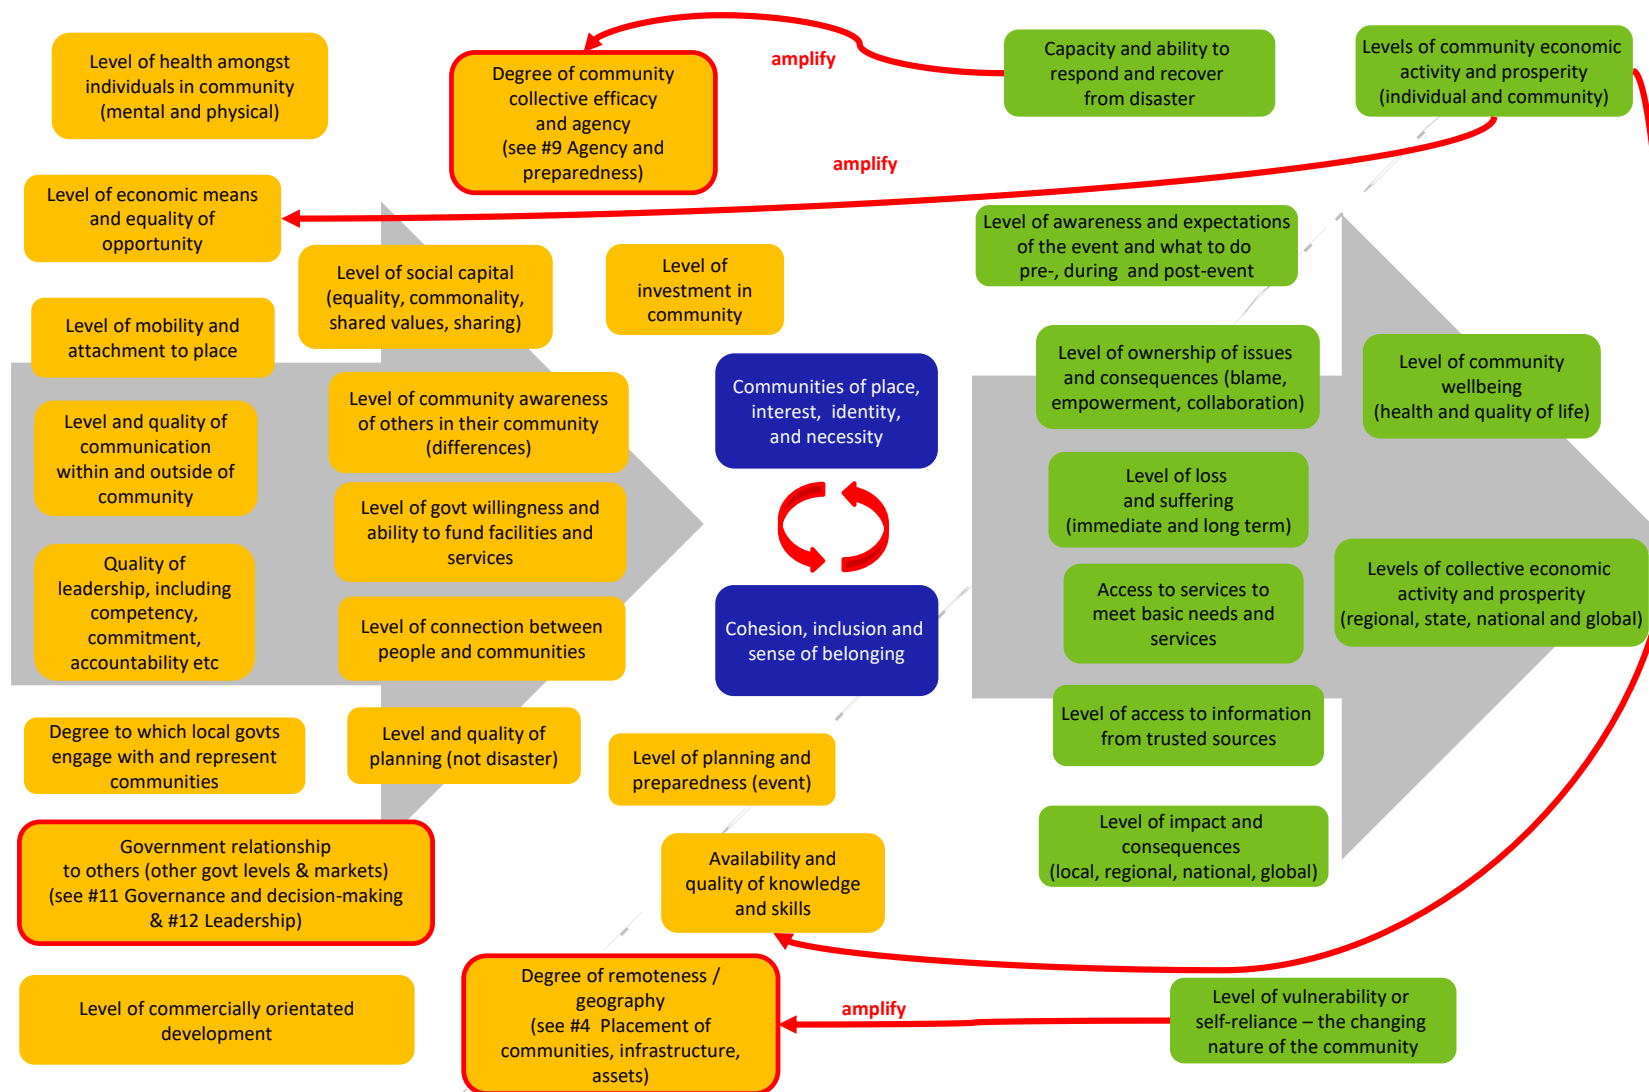 Level of health amongst
individuals in community
(mental and physical)
Degree of community
collective efficacy
and agency
(see #9 Agency and
preparedness)
amplify
Capacity and ability to
respond and recover
from disaster
Levels of community economic
activity and prosperity
(individual and community)
amplify
Level of economic means
and equality of
opportunity
Level of social capital
(equality, commonality,
shared values, sharing)
Level of
investment in
community
Level of awareness and expectations
of the event and what to do
pre-, during and post-event
Level of mobility and
attachment to place
Level of community awareness
of others in their community
(differences)
Communities of place,
interest, identity,
and necessity
Level of ownership of issues
and consequences (blame,
empowerment, collaboration)
Level of community
wellbeing
(health and quality of life)
Level and quality of
communication
within and outside of
community
Level of govt willingness and
ability to fund facilities and
services
Level of loss
and suffering
(immediate and long term)
Quality of
leadership, including
competency,
commitment,
accountability etc
Level of connection between
people and communities
Cohesion, inclusion and
sense of belonging
Access to services to
meet basic needs and
services
Levels of collective economic
activity and prosperity
(regional, state, national and global)
Degree to which local govts
engage with and represent
communities
Level and quality of
planning (not disaster)
Level of planning and
preparedness (event)
Level of access to information
from trusted sources
Government relationship
to others (other govt levels & markets)
(see #11 Governance and decision-making
& #12 Leadership)
Availability and
quality of knowledge
and skills
Level of impact and
consequences
(local, regional, national, global)
Level of commercially orientated
development
Degree of remoteness /
geography
(see #4 Placement of
communities, infrastructure,
assets)
amplify
Level of vulnerability or
self-reliance – the changing
nature of the community